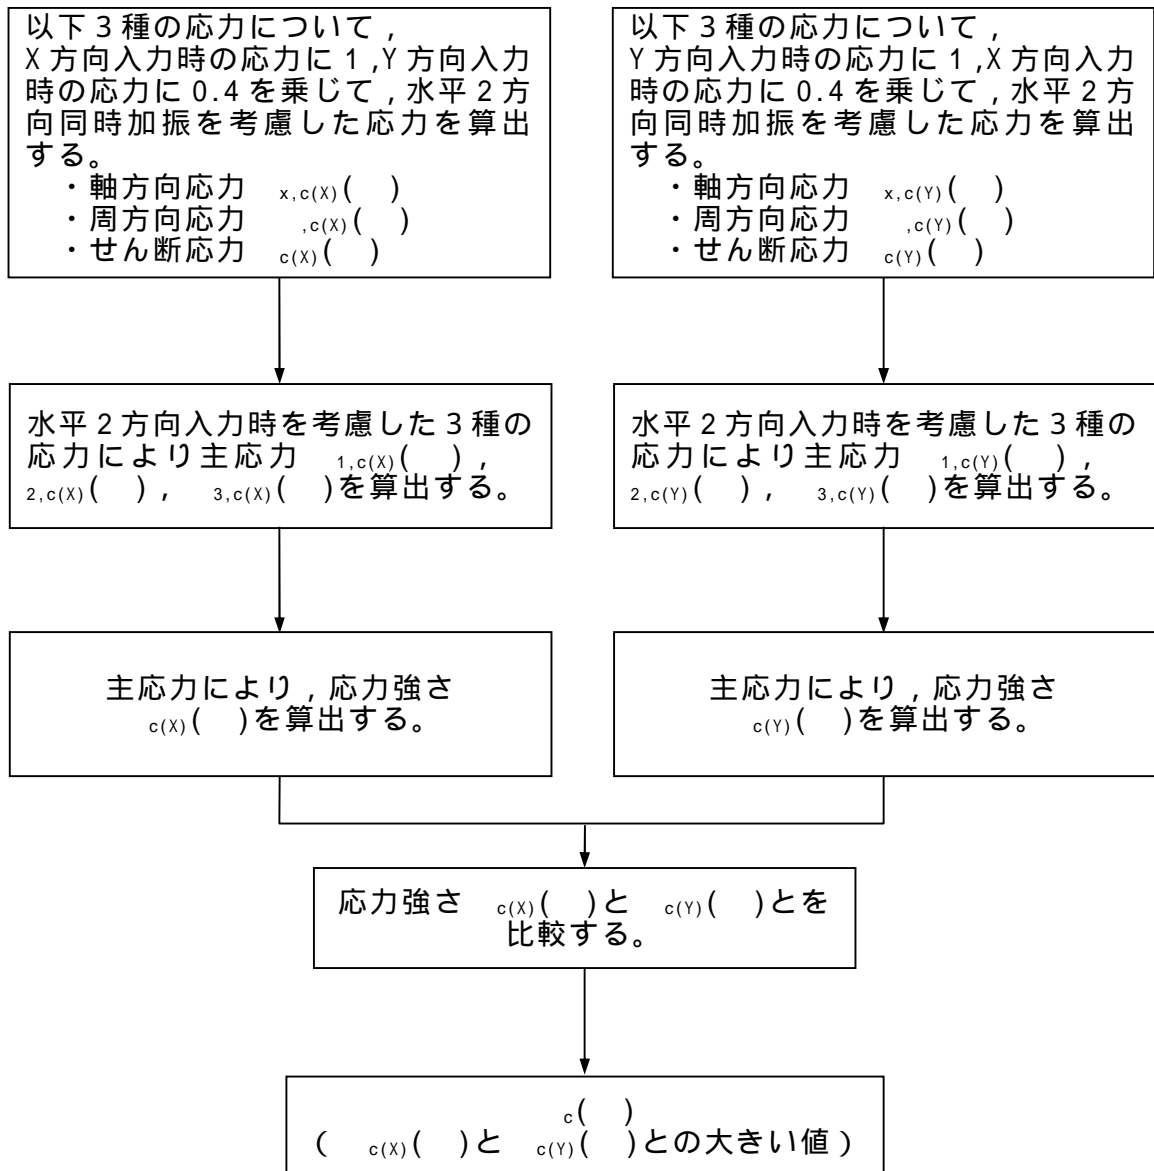 以下3種の応力について，
X方向入力時の応力に1，Y方向入力
時の応力に0.4を乗じて，水平2方
向同時加振を考慮した応力を算出
する。
・軸方向応力　x,c(X)(　)
・周方向応力　,c(X)(　)
・せん断応力　c(X)(　)
以下3種の応力について，
Y方向入力時の応力に1，X方向入力
時の応力に0.4を乗じて，水平2方
向同時加振を考慮した応力を算出
する。
・軸方向応力　x,c(Y)(　)
・周方向応力　,c(Y)(　)
・せん断応力　c(Y)(　)
水平2方向入力時を考慮した3種の
応力により主応力　1,c(X)(　)，
2,c(X)(　)，　3,c(X)(　)を算出する。
水平2方向入力時を考慮した3種の
応力により主応力　1,c(Y)(　)，
2,c(Y)(　)，　3,c(Y)(　)を算出する。
主応力により，応力強さ
c(X)(　)を算出する。
主応力により，応力強さ
c(Y)(　)を算出する。
応力強さ　c(X)(　)と　c(Y)(　)とを
比較する。
c(　)
（　c(X)(　)と　c(Y)(　)との大きい値）